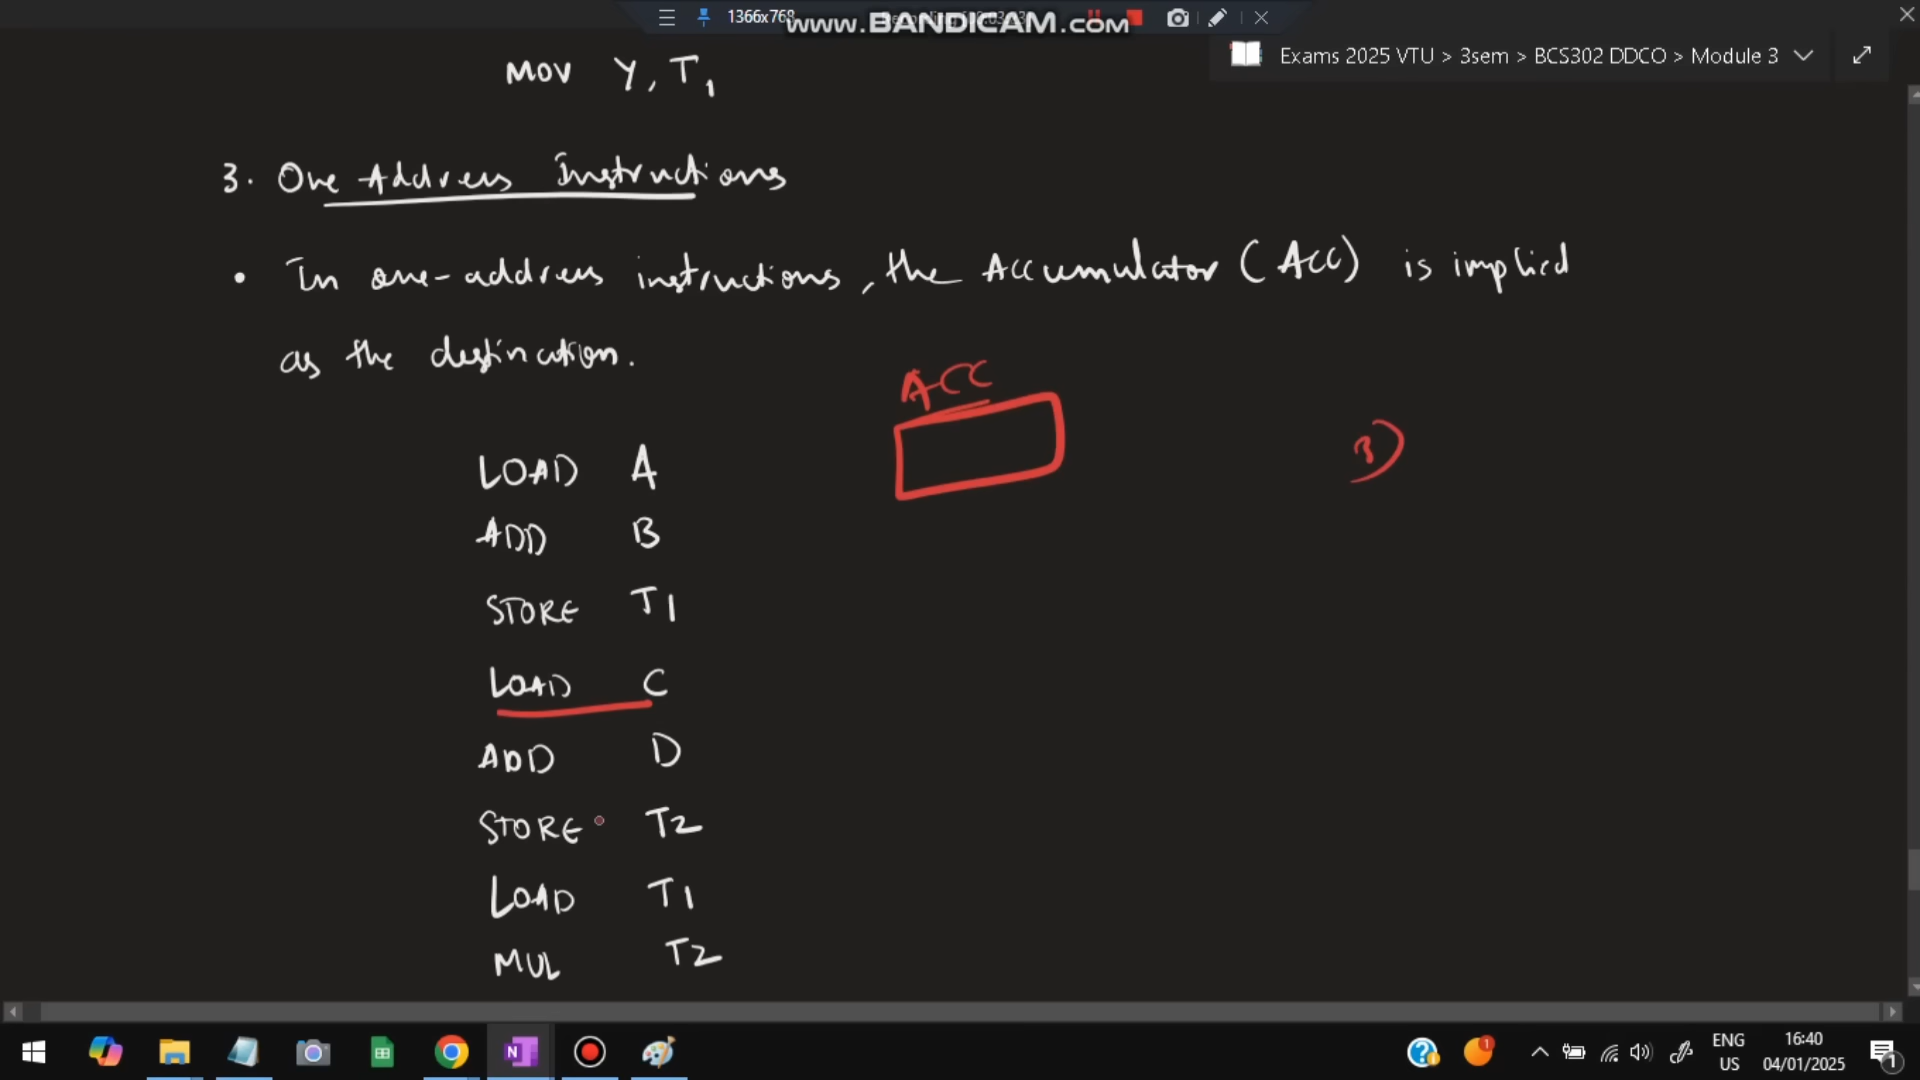 1366x768
www.BANDICAM.com
Exams 2025 VTU > 3sem > BCS302 DDCO > Module 3
MOV Y, T1
3. One Address Instructions
• In one-address instructions, the Accumulator (ACC) is implied
as the destination.
ACC
LOAD A
ADD B
STORE T1
LOAD C
ADD D
STORE T2
LOAD T1
MUL T2
ENG
US
16:40
04/01/2025